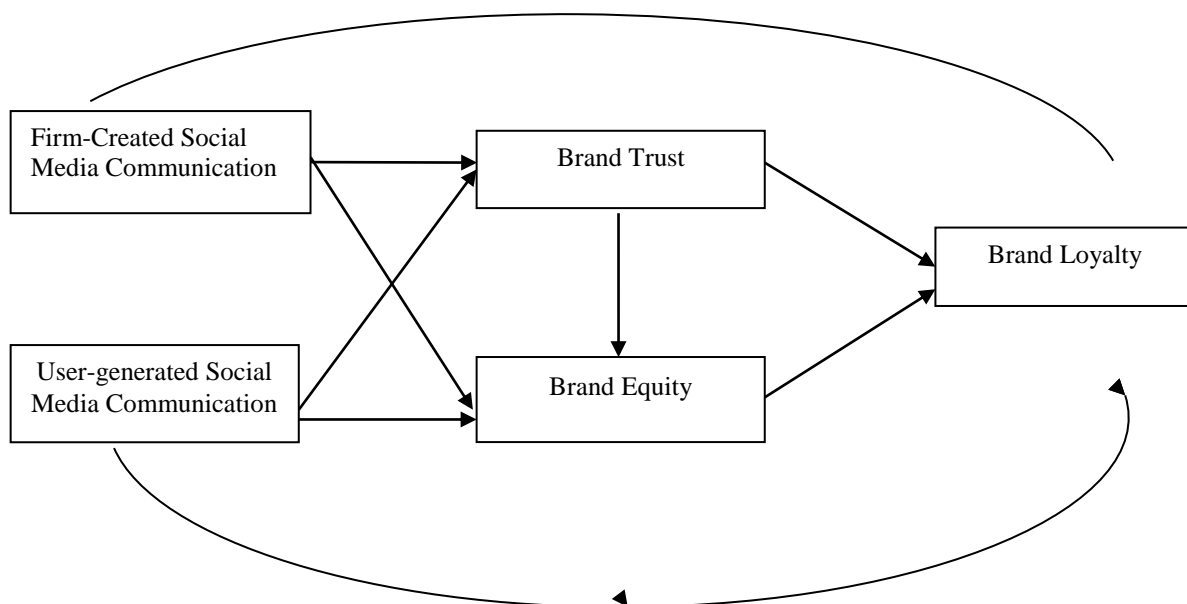 Firm-Created Social
Media Communication
Brand Trust
Brand Loyalty
User-generated Social
Media Communication
Brand Equity